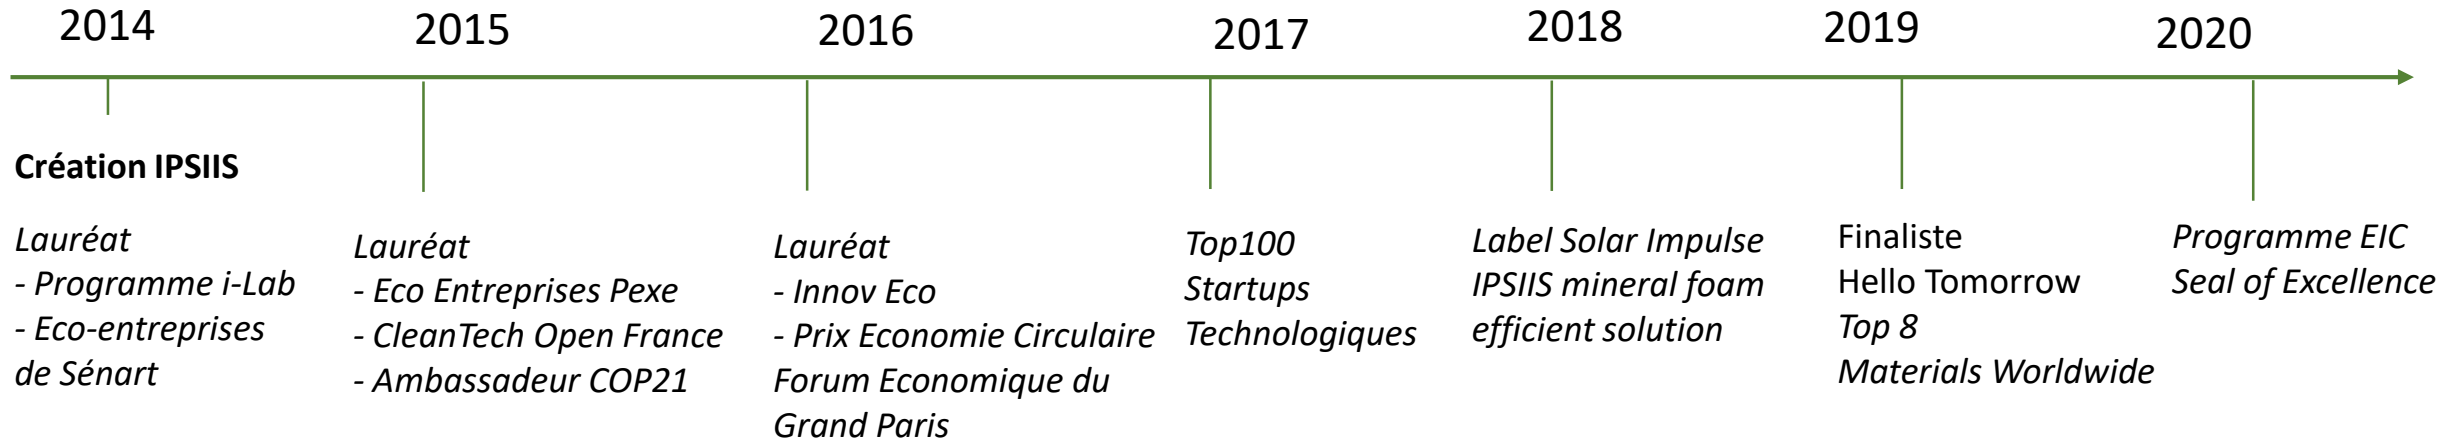 2014
2015
2016
2017
2018
2019
2020
Création IPSIIS
Lauréat
- Programme i-Lab
- Eco-entreprises
de Sénart
Lauréat
- Eco Entreprises Pexe
- CleanTech Open France
- Ambassadeur COP21
Lauréat
- Innov Eco
- Prix Economie Circulaire
Forum Economique du
Grand Paris
Top100
Startups
Technologiques
Label Solar Impulse
IPSIIS mineral foam
efficient solution
Finaliste
Hello Tomorrow
Top 8
Materials Worldwide
Programme EIC
Seal of Excellence